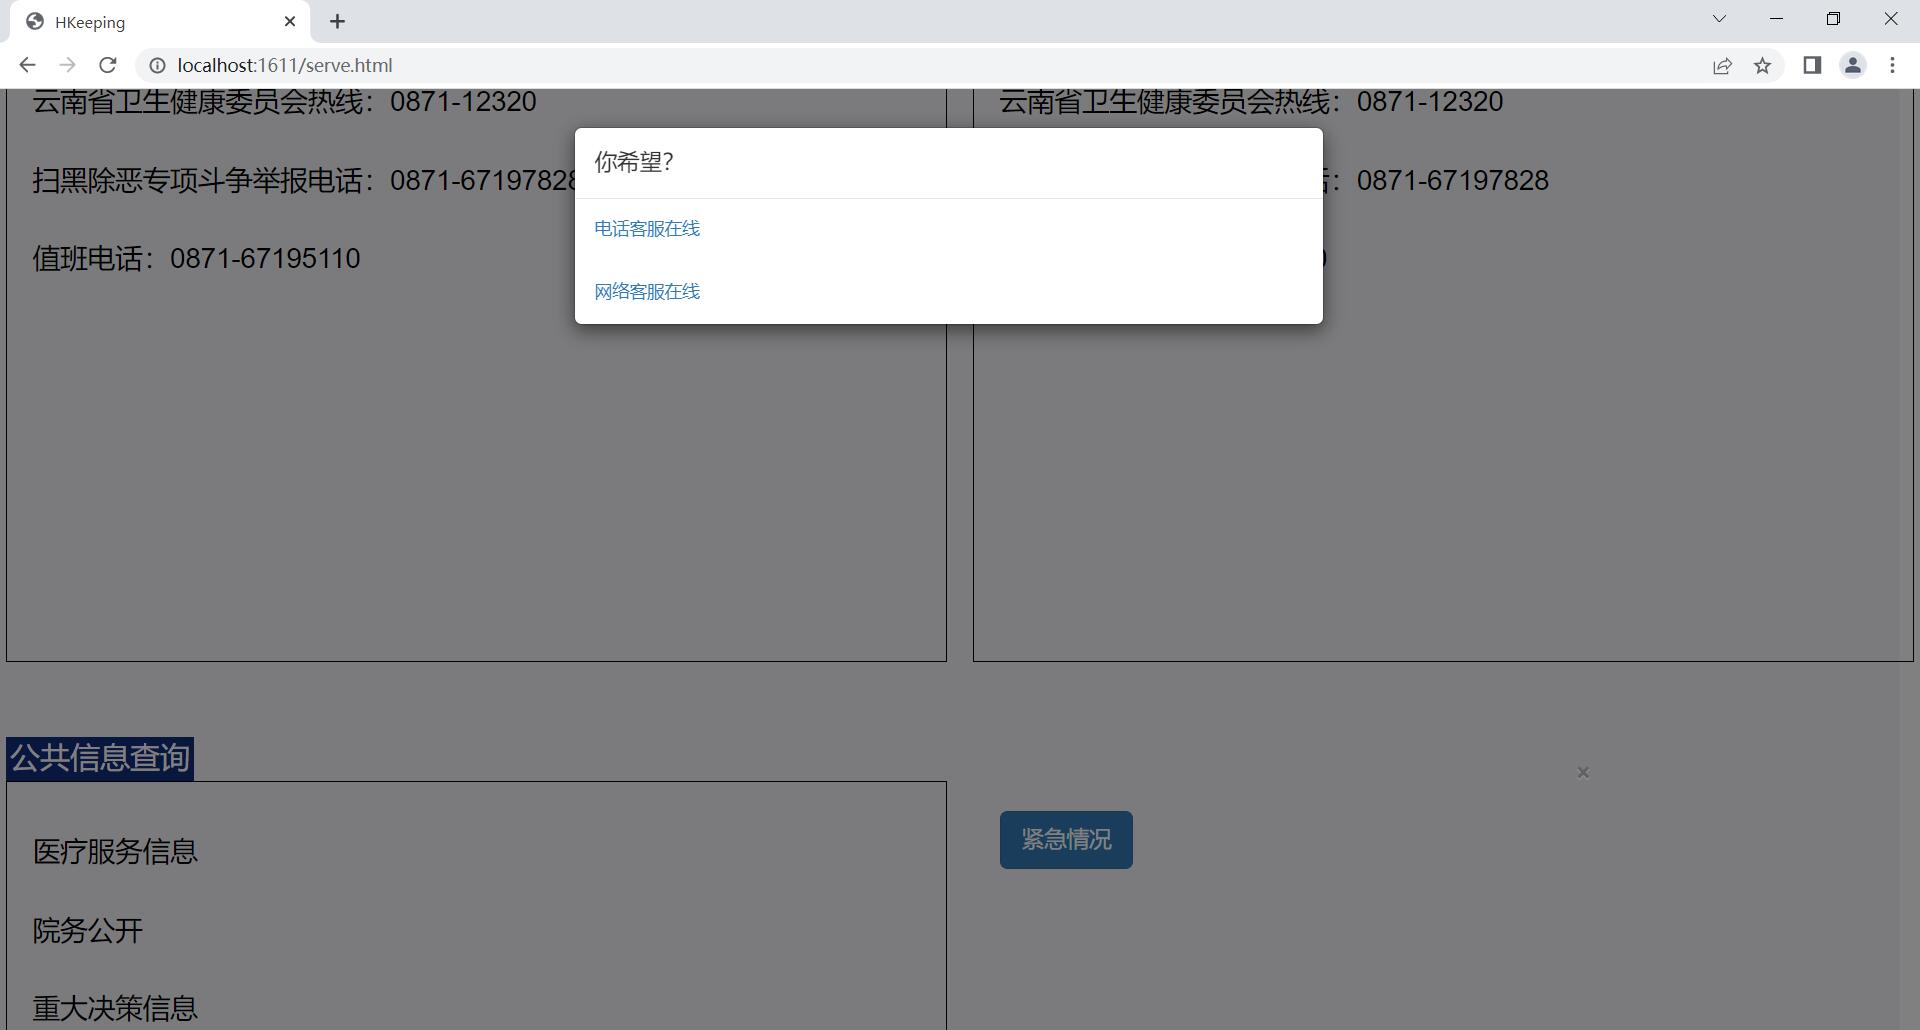 HKeeping
localhost:1611/serve.html
云南省卫生健康委员会热线：0871-12320
云南省卫生健康委员会热线：0871-12320
你希望？
扫黑除恶专项斗争举报电话：0871-67197828
：0871-67197828
电话客服在线
值班电话：0871-67195110
网络客服在线
公共信息查询
×
医疗服务信息
紧急情况
院务公开
重大决策信息